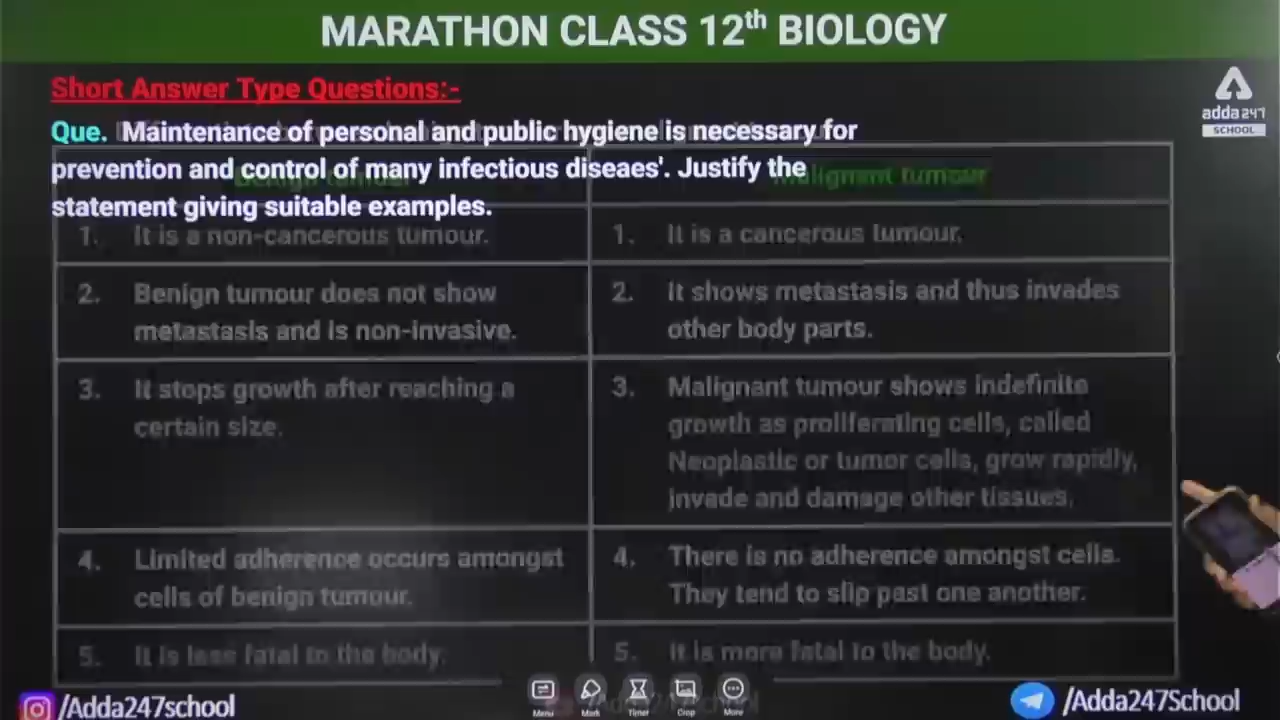 MARATHON CLASS 12th BIOLOGY
Short Answer Type Questions:-
adda247
SCHOOL
Que. Maintenance of personal and public hygiene is necessary for
prevention and control of many infectious diseaes'. Justify the
statement giving suitable examples.
Benign tumour
Malignant tumour
1. It is a non-cancerous tumour.
1. It is a cancerous tumour.
2. Benign tumour does not show
metastasis and is non-invasive.
2. It shows metastasis and thus invades
other body parts.
3. It stops growth after reaching a
certain size.
3. Malignant tumour shows indefinite
growth as proliferating cells, called
Neoplastic or tumor cells, grow rapidly,
invade and damage other tissues.
4. Limited adherence occurs amongst
cells of benign tumour.
4. There is no adherence amongst cells.
They tend to slip past one another.
5. It is less fatal to the body.
5. It is more fatal to the body.
Menu
Mark
Timer
Crop
More
/Adda247school
/Adda247School